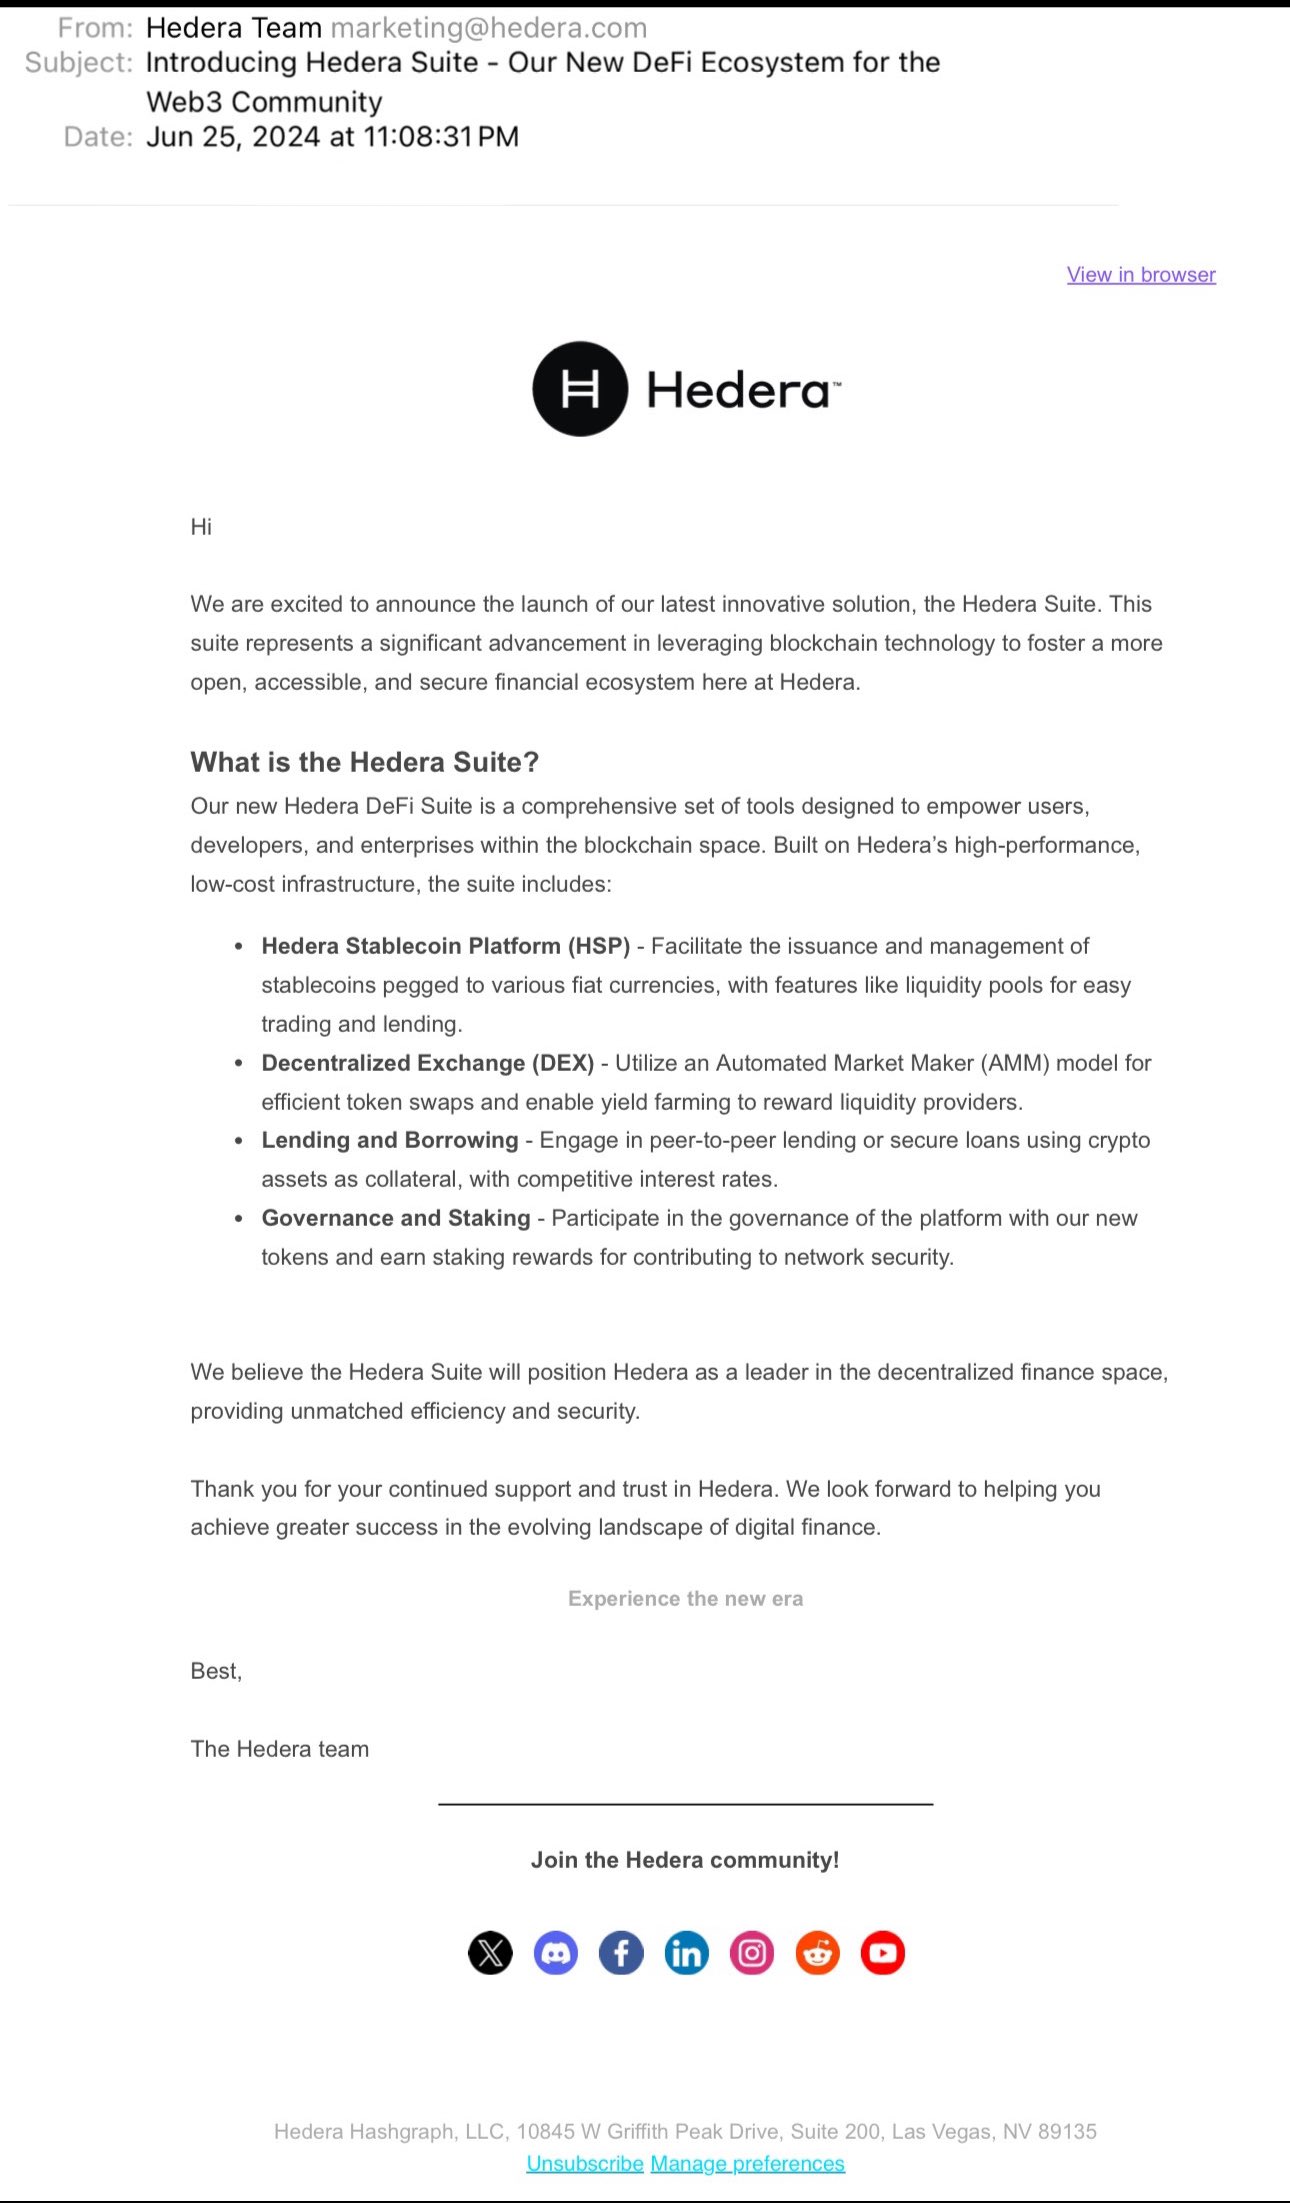 From: Hedera Team marketing@hedera.com
Subject: Introducing Hedera Suite - Our New DeFi Ecosystem for the
Web3 Community
Date: Jun 25, 2024 at 11:08:31 PM
View in browser
H Hedera™
Hi
We are excited to announce the launch of our latest innovative solution, the Hedera Suite. This
suite represents a significant advancement in leveraging blockchain technology to foster a more
open, accessible, and secure financial ecosystem here at Hedera.
What is the Hedera Suite?
Our new Hedera DeFi Suite is a comprehensive set of tools designed to empower users,
developers, and enterprises within the blockchain space. Built on Hedera’s high-performance,
low-cost infrastructure, the suite includes:
• Hedera Stablecoin Platform (HSP) - Facilitate the issuance and management of
stablecoins pegged to various fiat currencies, with features like liquidity pools for easy
trading and lending.
• Decentralized Exchange (DEX) - Utilize an Automated Market Maker (AMM) model for
efficient token swaps and enable yield farming to reward liquidity providers.
• Lending and Borrowing - Engage in peer-to-peer lending or secure loans using crypto
assets as collateral, with competitive interest rates.
• Governance and Staking - Participate in the governance of the platform with our new
tokens and earn staking rewards for contributing to network security.
We believe the Hedera Suite will position Hedera as a leader in the decentralized finance space,
providing unmatched efficiency and security.
Thank you for your continued support and trust in Hedera. We look forward to helping you
achieve greater success in the evolving landscape of digital finance.
Experience the new era
Best,
The Hedera team
Join the Hedera community!
Hedera Hashgraph, LLC, 10845 W Griffith Peak Drive, Suite 200, Las Vegas, NV 89135
Unsubscribe Manage preferences